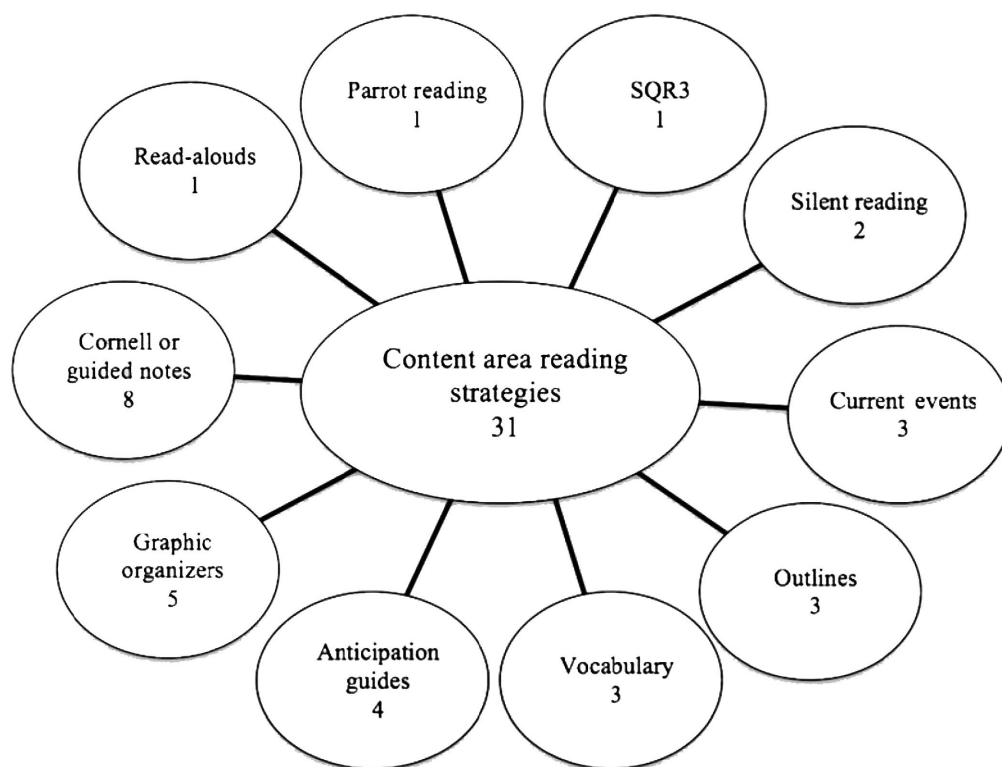 Parrot reading
1
SQR3
1
Read-alouds
1
Silent reading
2
Cornell or
guided notes
8
Content area reading
strategies
31
Current events
3
Graphic
organizers
5
Outlines
3
Anticipation
guides
4
Vocabulary
3